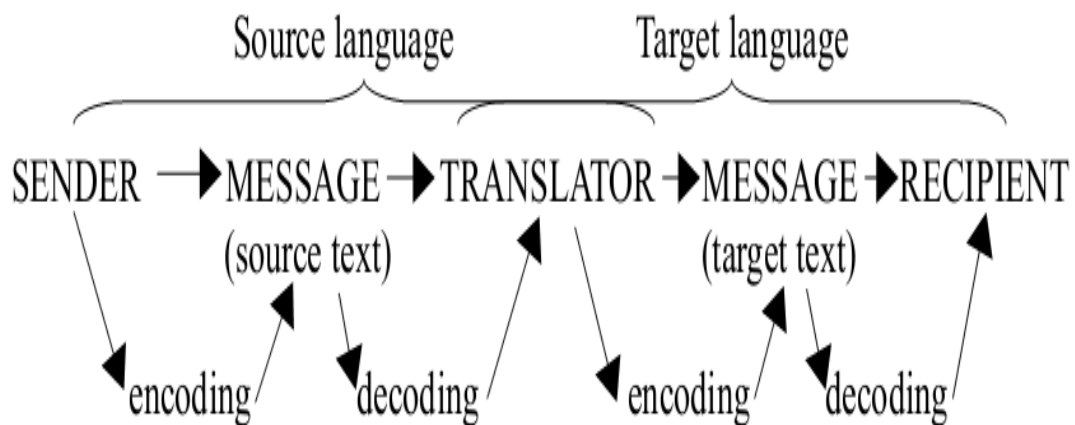 Source language Target language
SENDER MESSAGE TRANSLATOR MESSAGE RECIPIENT
(source text) (target text)
encoding decoding encoding decoding